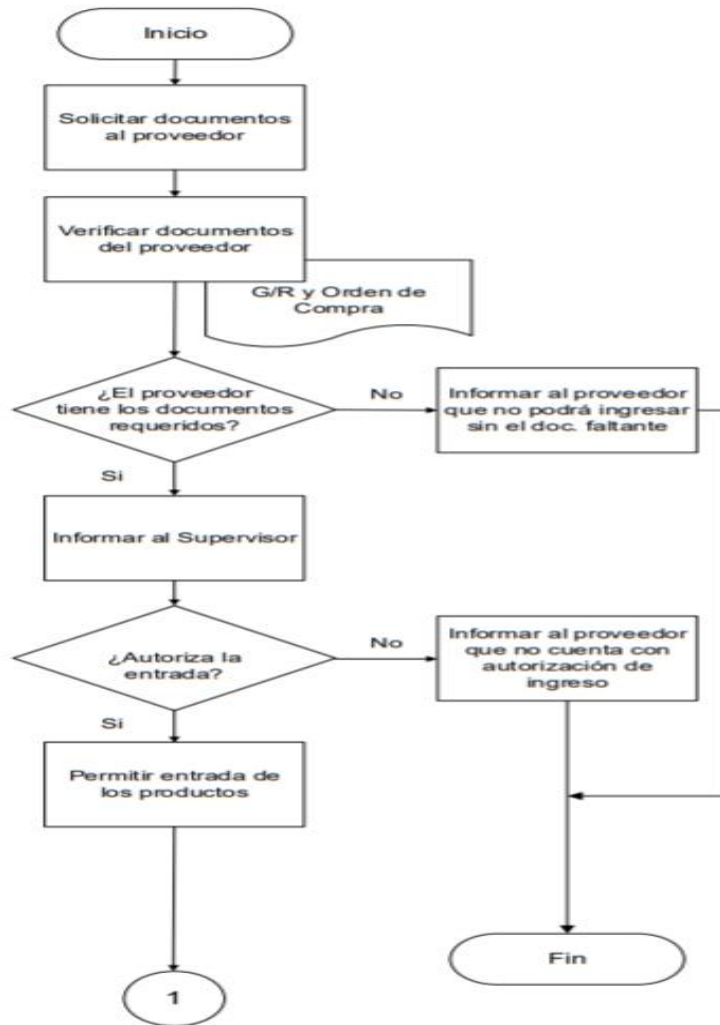 Inicio
Solicitar documentos
al proveedor
Verificar documentos
del proveedor
G/R y Orden de
Compra
¿El proveedor
tiene los documentos
requeridos?
No
Informar al proveedor
que no podrá ingresar
sin el doc. faltante
Si
Informar al Supervisor
¿Autoriza la
entrada?
No
Informar al proveedor
que no cuenta con
autorización de
ingreso
Si
Permitir entrada de
los productos
Fin
1